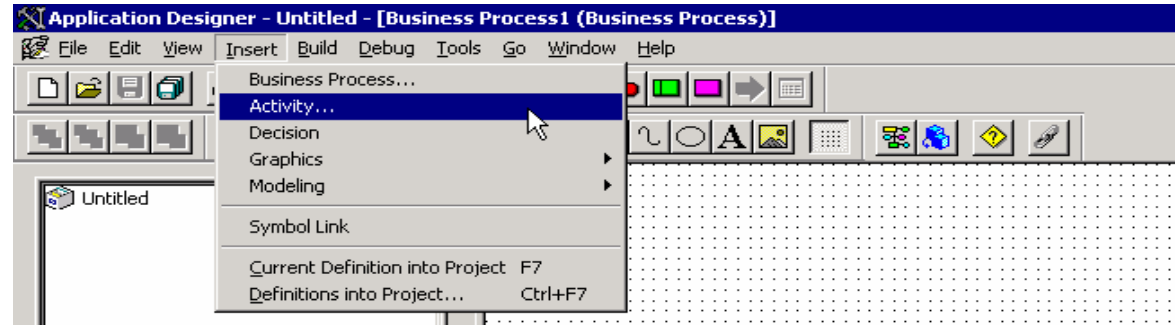 Application Designer - Untitled - [Business Process1 (Business Process)]
File Edit View Insert Build Debug Tools Go Window Help
Business Process...
Activity...
Decision
Graphics
Modeling
Untitled
Symbol Link
Current Definition into Project F7
Definitions into Project... Ctrl+F7
A